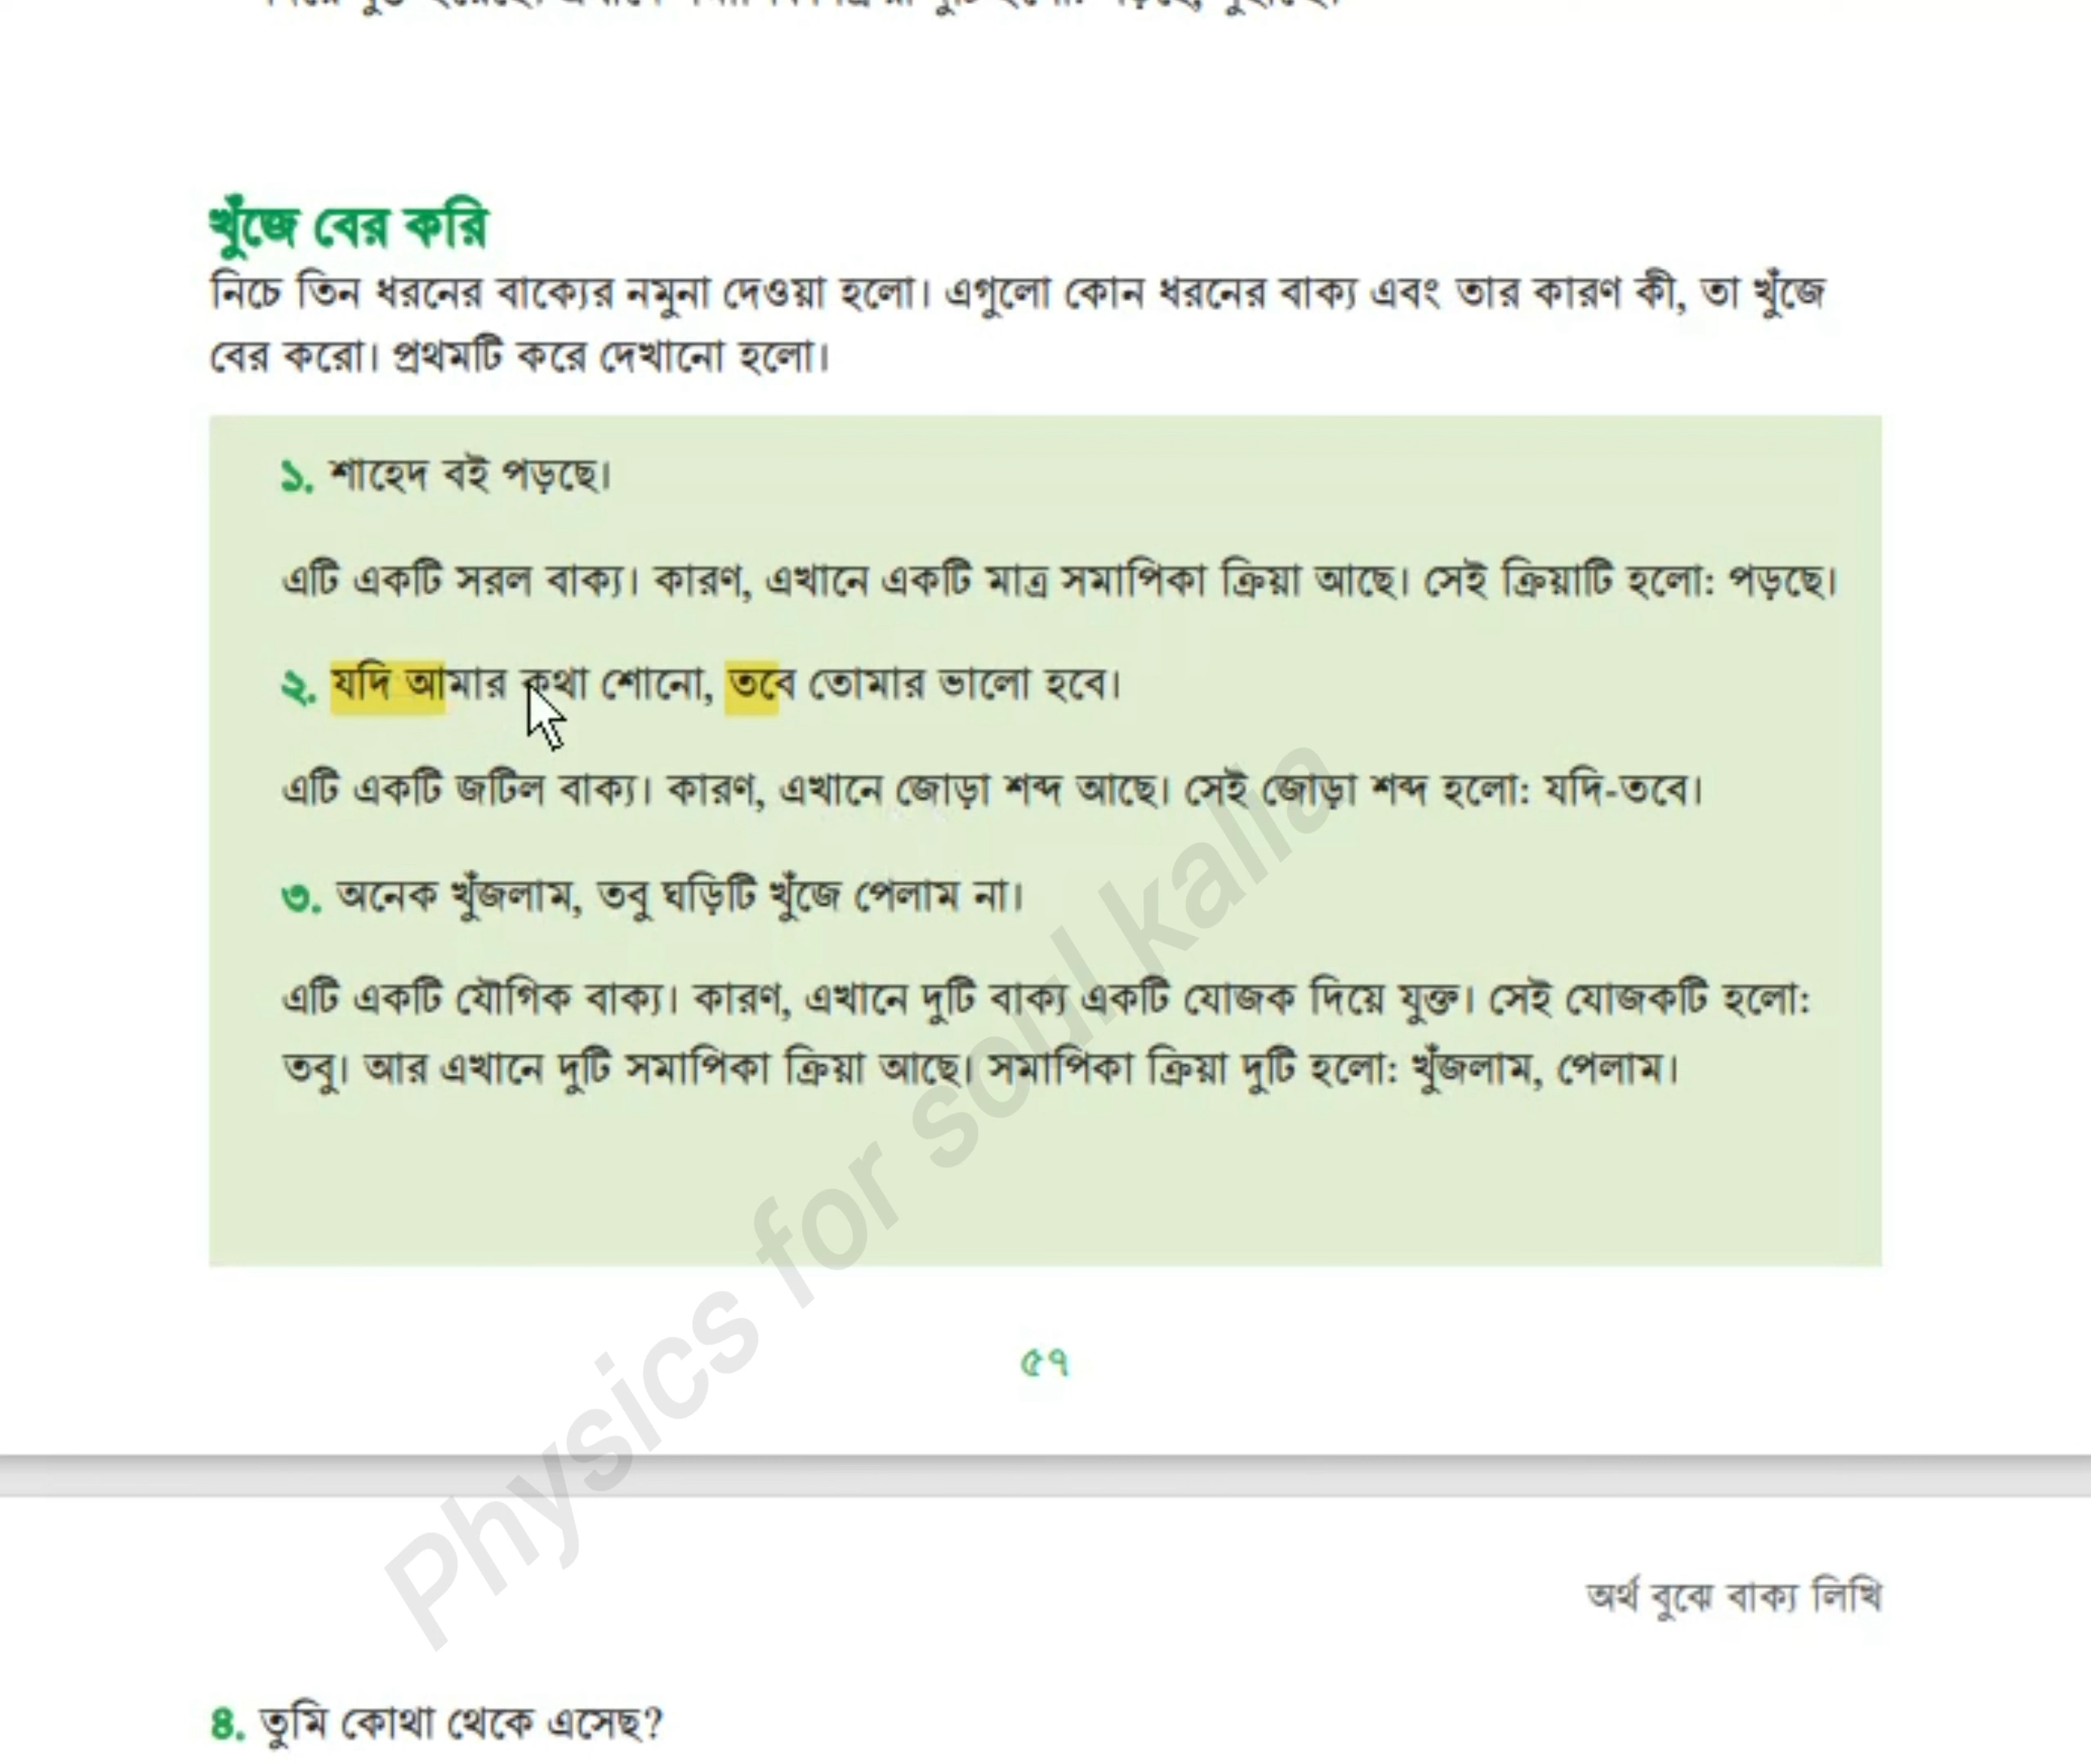 খুঁজে বের করি
নিচে তিন ধরনের বাক্যের নমুনা দেওয়া হলো। এগুলো কোন ধরনের বাক্য এবং তার কারণ কী, তা খুঁজে
বের করো। প্রথমটি করে দেখানো হলো।
১. শাহেদ বই পড়ছে।
এটি একটি সরল বাক্য। কারণ, এখানে একটি মাত্র সমাপিকা ক্রিয়া আছে। সেই ক্রিয়াটি হলো: পড়ছে।
২. যদি আমার কথা শোনো, তবে তোমার ভালো হবে।
এটি একটি জটিল বাক্য। কারণ, এখানে জোড়া শব্দ আছে। সেই জোড়া শব্দ হলো: যদি-তবে।
৩. অনেক খুঁজলাম, তবু ঘড়িটি খুঁজে পেলাম না।
এটি একটি যৌগিক বাক্য। কারণ, এখানে দুটি বাক্য একটি যোজক দিয়ে যুক্ত। সেই যোজকটি হলো:
তবু। আর এখানে দুটি সমাপিকা ক্রিয়া আছে। সমাপিকা ক্রিয়া দুটি হলো: খুঁজলাম, পেলাম।
Physics for soul kalia
৫৭
অর্থ বুঝে বাক্য লিখি
৪. তুমি কোথা থেকে এসেছ?